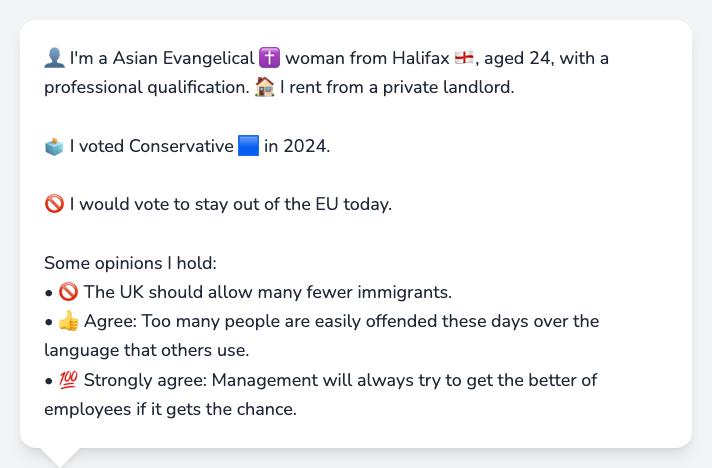 👤 I'm a Asian Evangelical ✝️ woman from Halifax 🏴󠁧󠁢󠁥󠁮󠁧󠁿, aged 24, with a
professional qualification. 🏠 I rent from a private landlord.
🗳️ I voted Conservative 🟦 in 2024.
🚫 I would vote to stay out of the EU today.
Some opinions I hold:
• 🚫 The UK should allow many fewer immigrants.
• 👍 Agree: Too many people are easily offended these days over the
language that others use.
• 💯 Strongly agree: Management will always try to get the better of
employees if it gets the chance.